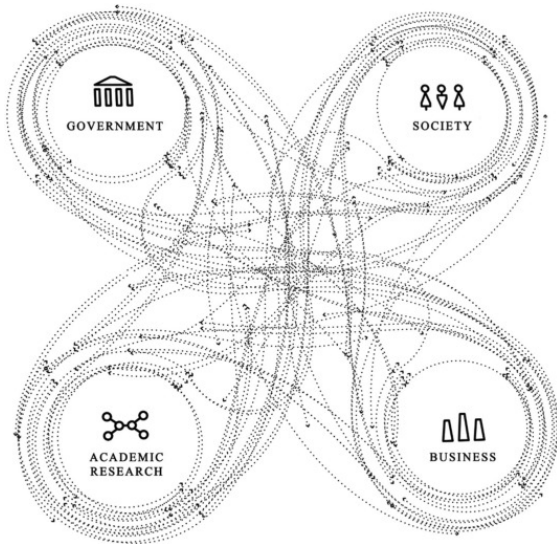 GOVERNMENT
SOCIETY
ACADEMIC
RESEARCH
BUSINESS